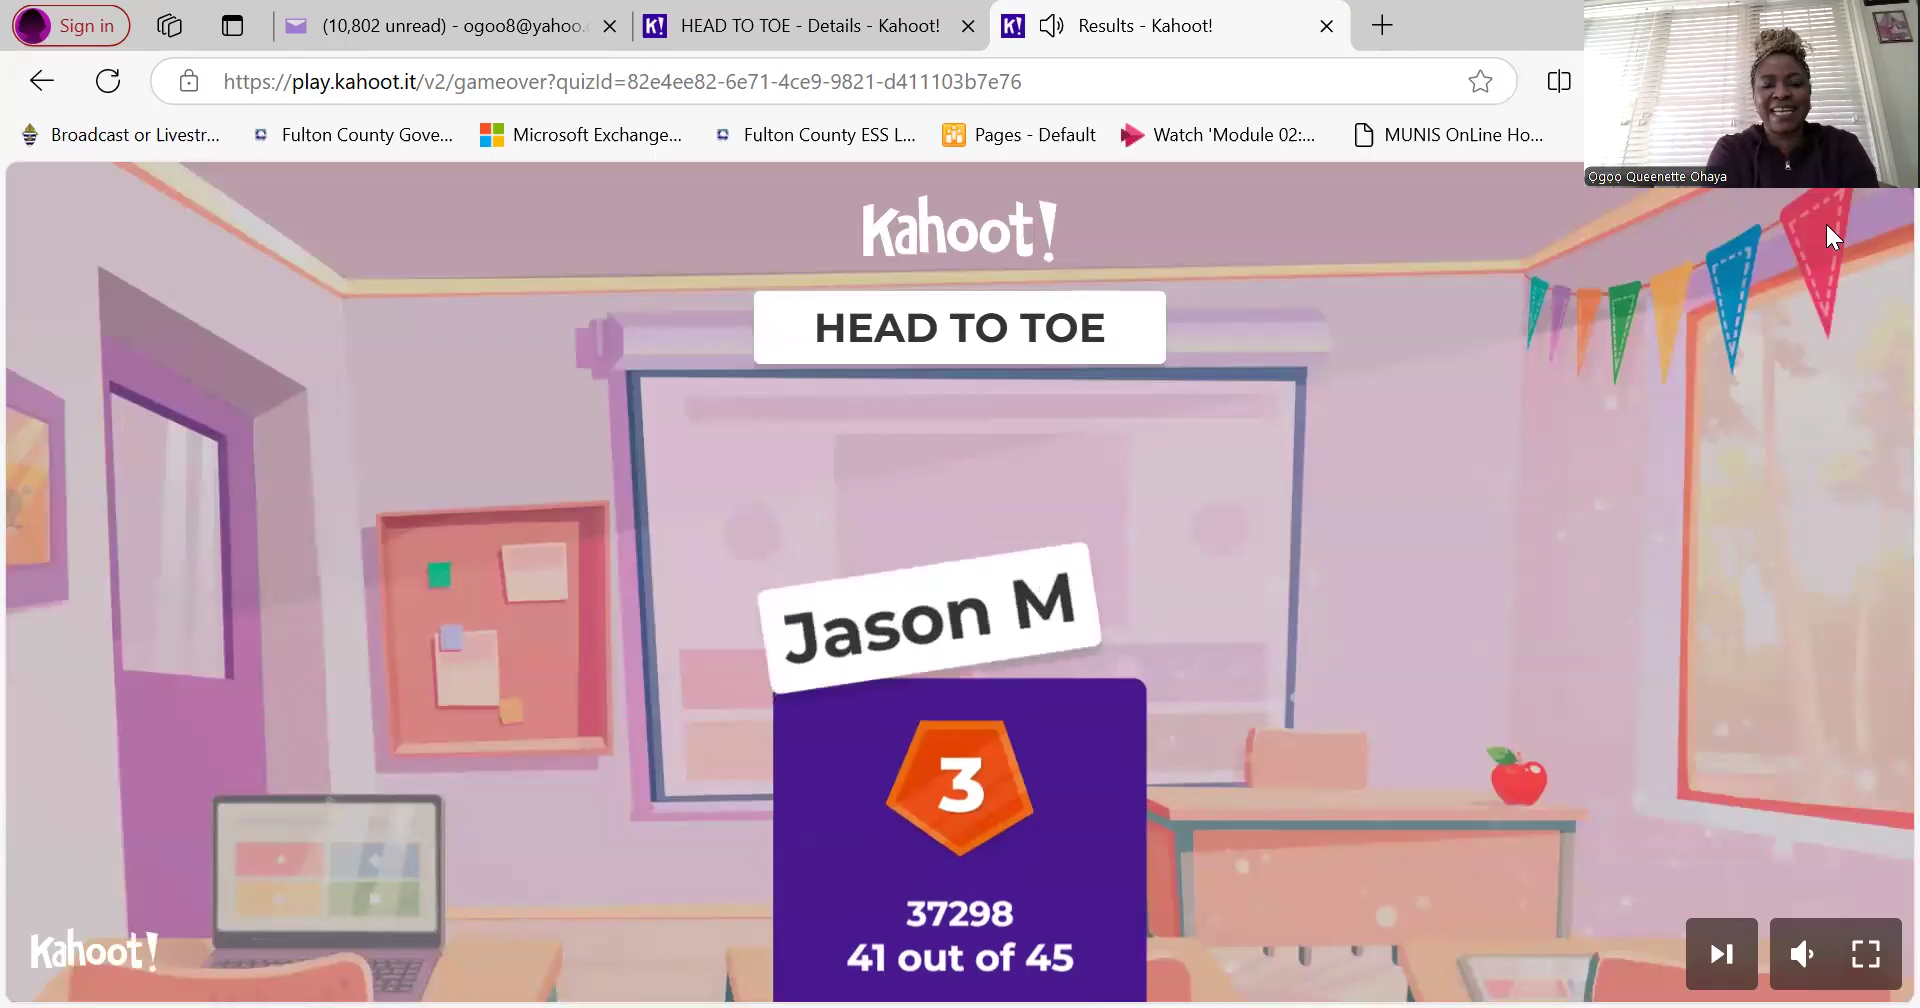 Sign in
(10,802 unread) - ogoo8@yahoo.
HEAD TO TOE - Details - Kahoot!
Results - Kahoot!
https://play.kahoot.it/v2/gameover?quizId=82e4ee82-6e71-4ce9-9821-d411103b7e76
Broadcast or Livestr...
Fulton County Gove...
Microsoft Exchange...
Fulton County ESS L...
Pages - Default
Watch 'Module 02:...
MUNIS OnLine Ho...
Ogoo Queenette Ohaya
Kahoot!
HEAD TO TOE
Jason M
3
37298
41 out of 45
Kahoot!